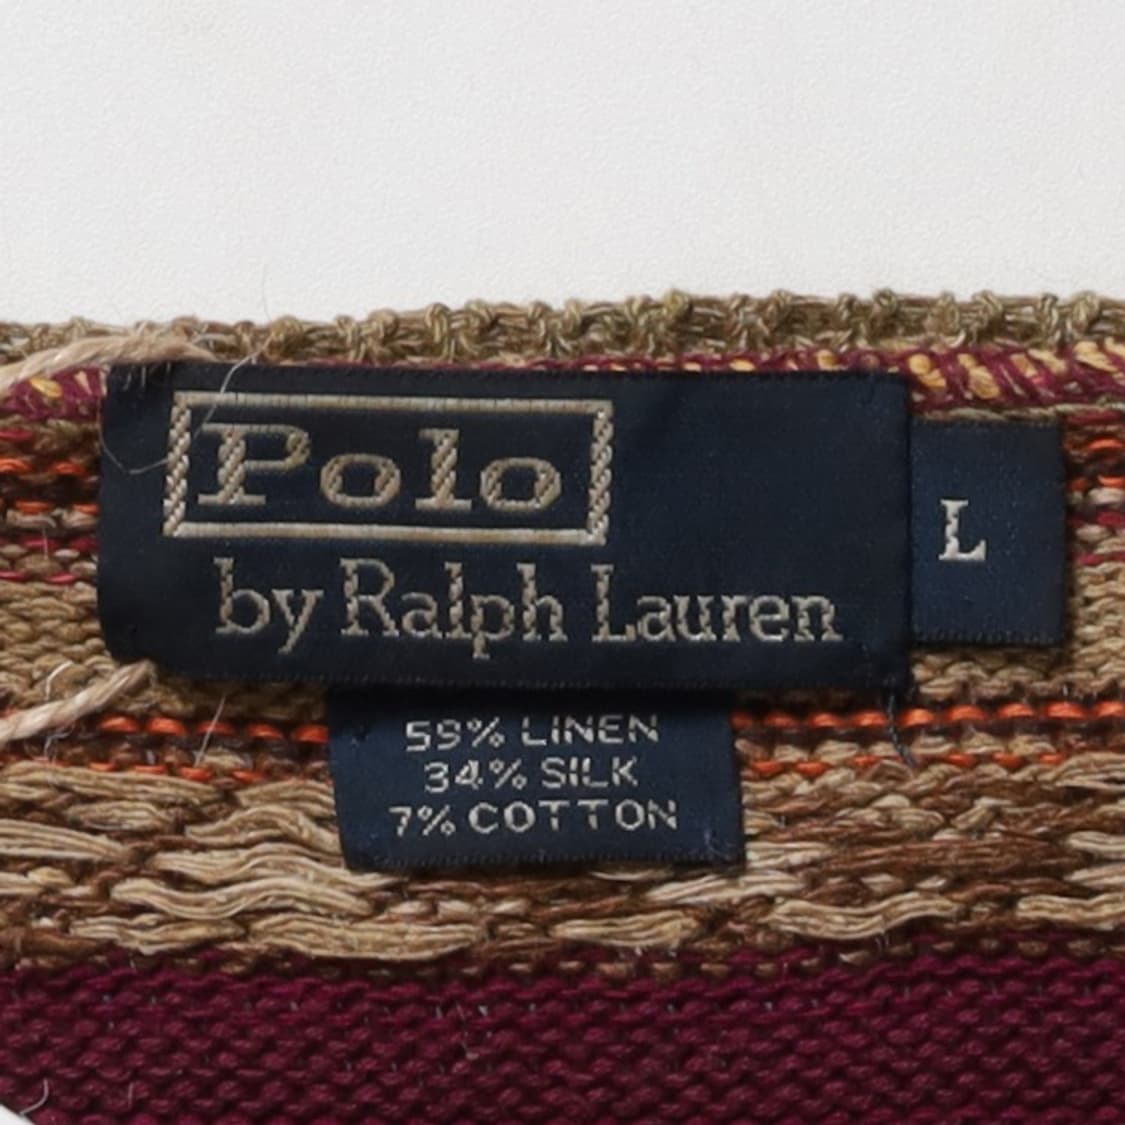 Polo
by Ralph Lauren
L
59% LINEN
34% SILK
7% COTTON